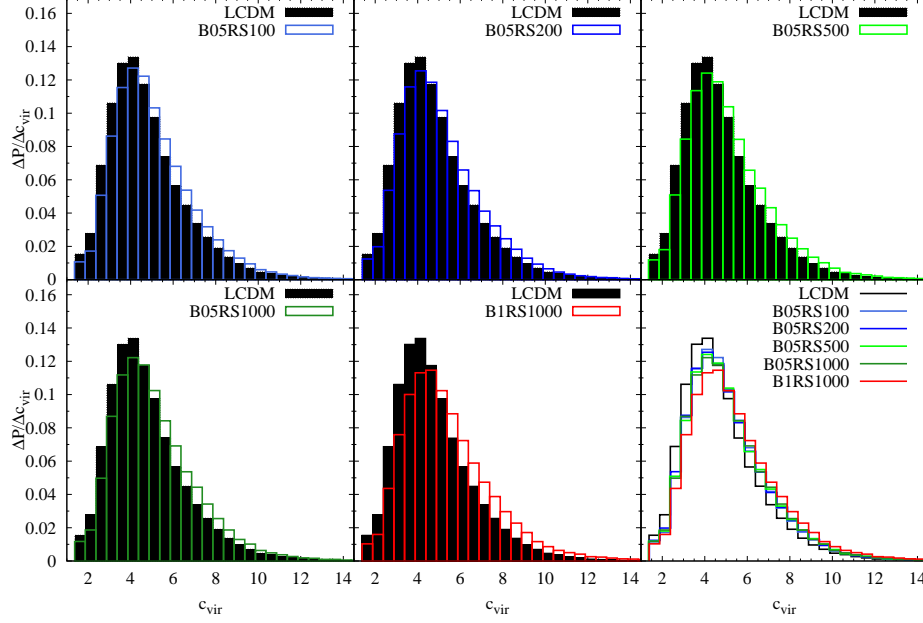 LCDM
B05RS100
LCDM
B05RS200
LCDM
B05RS500
0.16
0.14
0.12
0.1
0.08
0.06
0.04
0.02
0
ΔP/Δc_vir
LCDM
B05RS1000
LCDM
B1RS1000
LCDM
B05RS100
B05RS200
B05RS500
B05RS1000
B1RS1000
0.16
0.14
0.12
0.1
0.08
0.06
0.04
0.02
0
ΔP/Δc_vir
2 4 6 8 10 12 14
2 4 6 8 10 12 14
2 4 6 8 10 12 14
c_vir
c_vir
c_vir